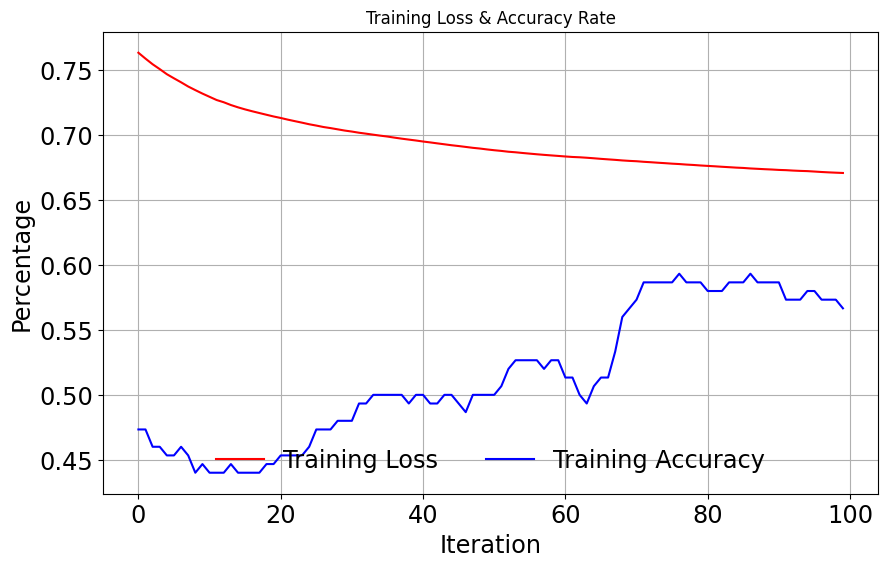 Training Loss & Accuracy Rate
0.75
0.70
0.65
0.60
0.55
0.50
0.45
Percentage
Training Loss Training Accuracy
0 20 40 60 80 100
Iteration